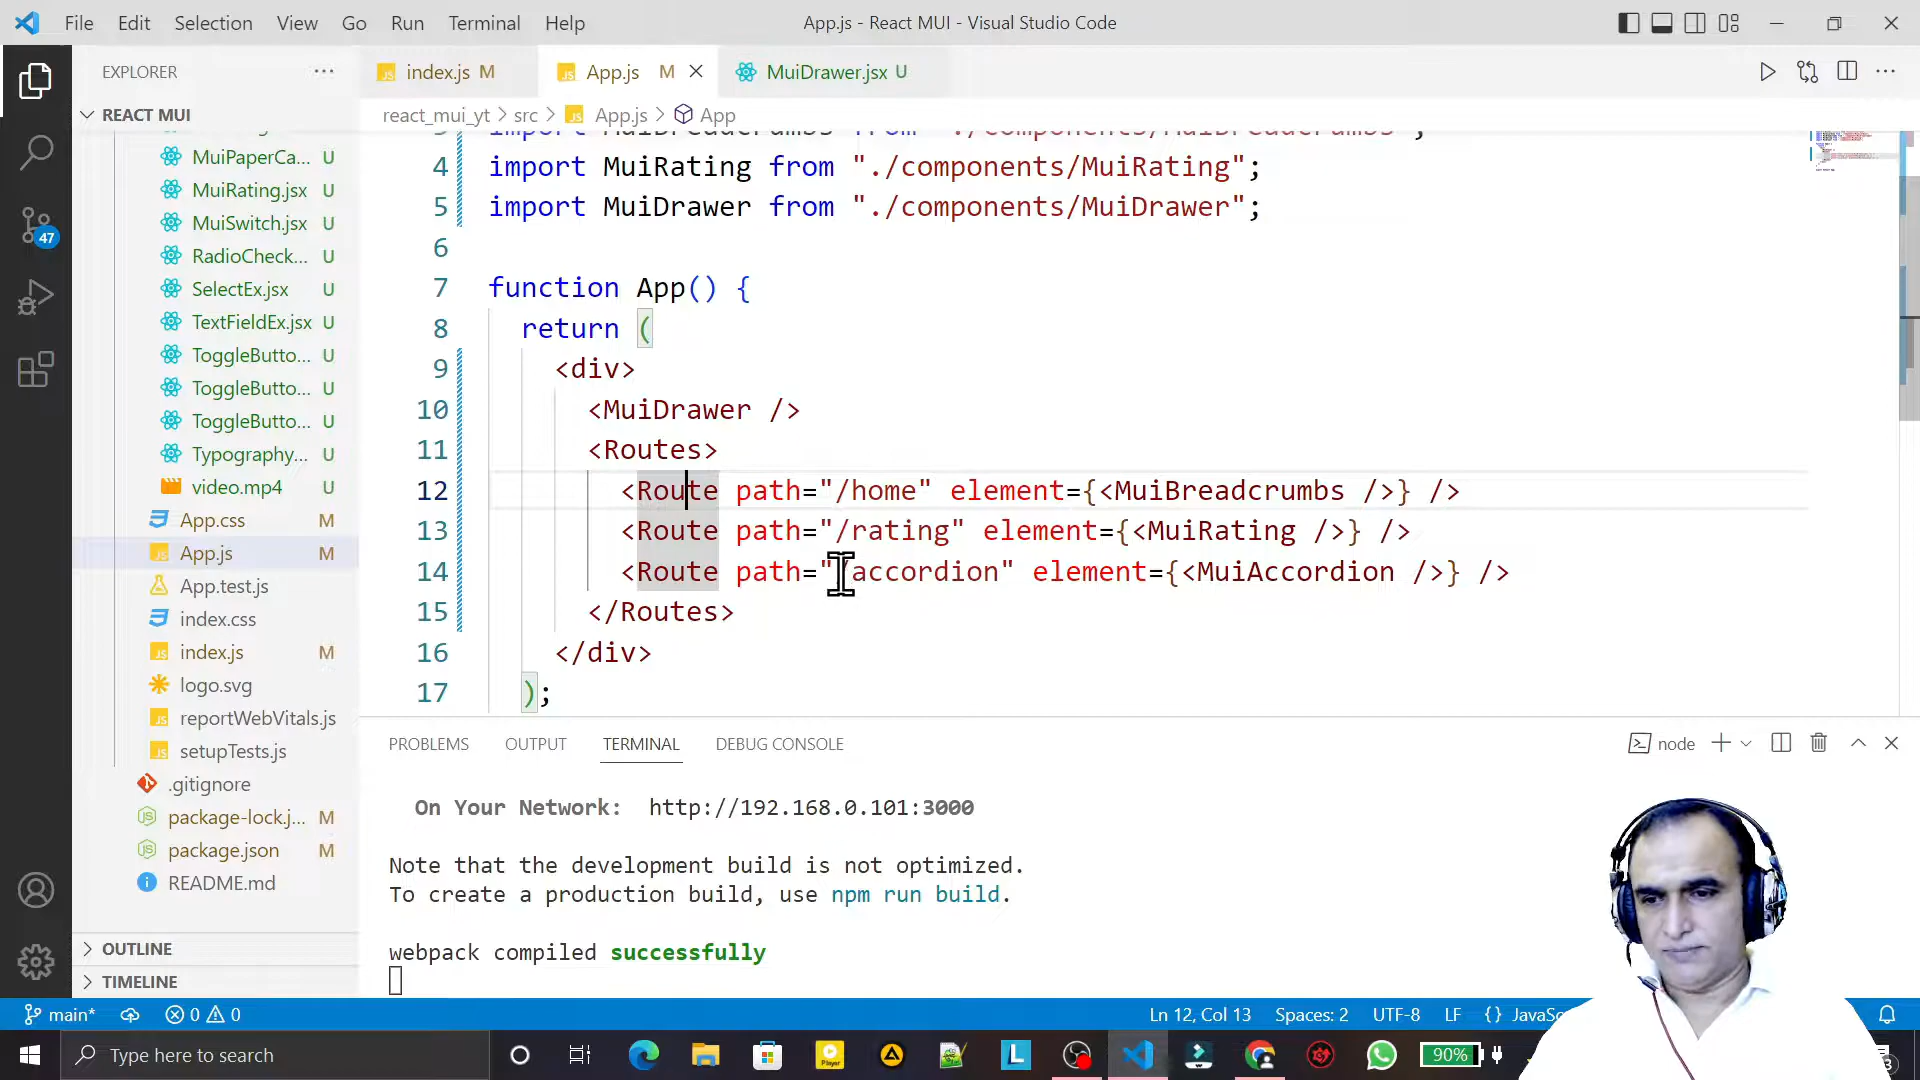 File Edit Selection View Go Run Terminal Help
App.js - React MUI - Visual Studio Code
EXPLORER
REACT MUI
MuiPaperCa... U
MuiRating.jsx U
MuiSwitch.jsx U
RadioCheck... U
SelectEx.jsx U
TextFieldEx.jsx U
ToggleButto... U
ToggleButto... U
ToggleButto... U
Typography... U
video.mp4 U
App.css M
App.js M
App.test.js
index.css
index.js M
logo.svg
reportWebVitals.js
setupTests.js
.gitignore
package-lock.j... M
package.json M
README.md
OUTLINE
TIMELINE
47
index.js M App.js M MuiDrawer.jsx U
react_mui_yt > src > App.js > App
3 import MuiBreadcrumbs from "./components/MuiBreadcrumbs";
4 import MuiRating from "./components/MuiRating";
5 import MuiDrawer from "./components/MuiDrawer";
6
7 function App() {
8 return (
9 <div>
10 <MuiDrawer />
11 <Routes>
12 <Route path="/home" element={<MuiBreadcrumbs />} />
13 <Route path="/rating" element={<MuiRating />} />
14 <Route path="/accordion" element={<MuiAccordion />} />
15 </Routes>
16 </div>
17 );
PROBLEMS OUTPUT TERMINAL DEBUG CONSOLE
node
On Your Network: http://192.168.0.101:3000
Note that the development build is not optimized.
To create a production build, use npm run build.
webpack compiled successfully
main* 0 0
Ln 12, Col 13 Spaces: 2 UTF-8 LF {} JavaSc
Type here to search
90%